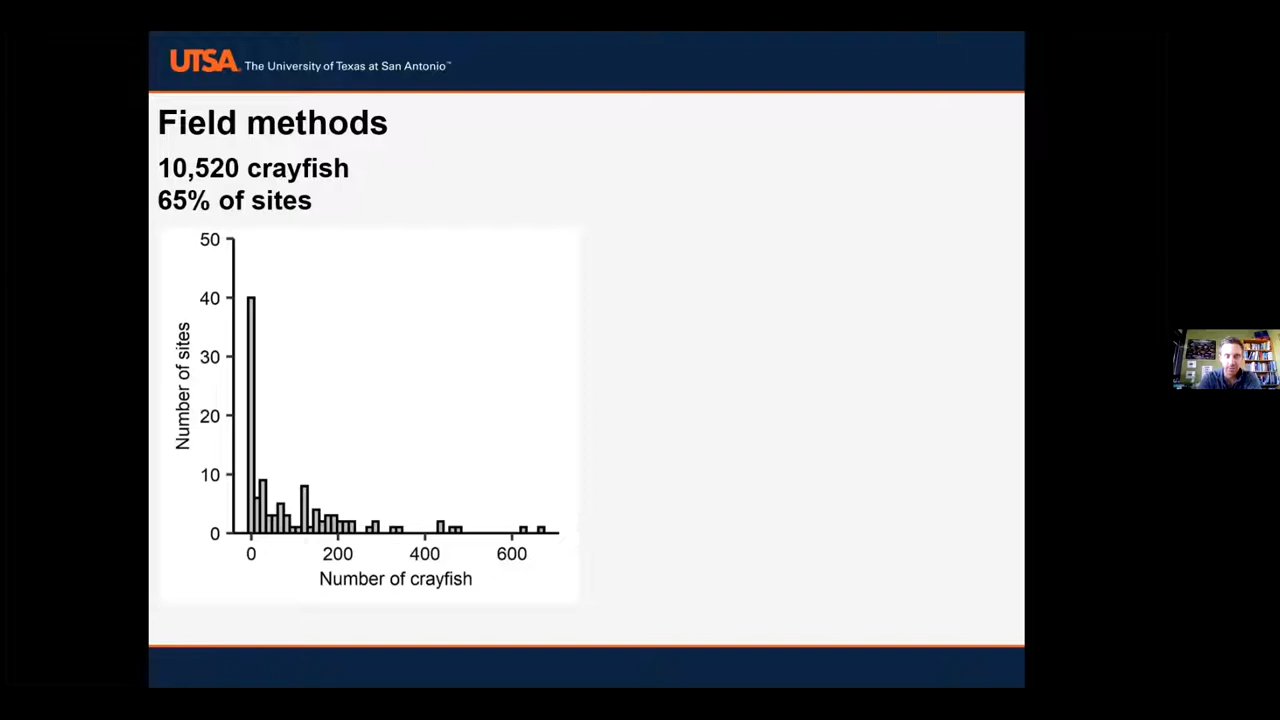 UTSA The University of Texas at San Antonio™
Field methods
10,520 crayfish
65% of sites
50
40
30
20
10
0
Number of sites
0 200 400 600
Number of crayfish